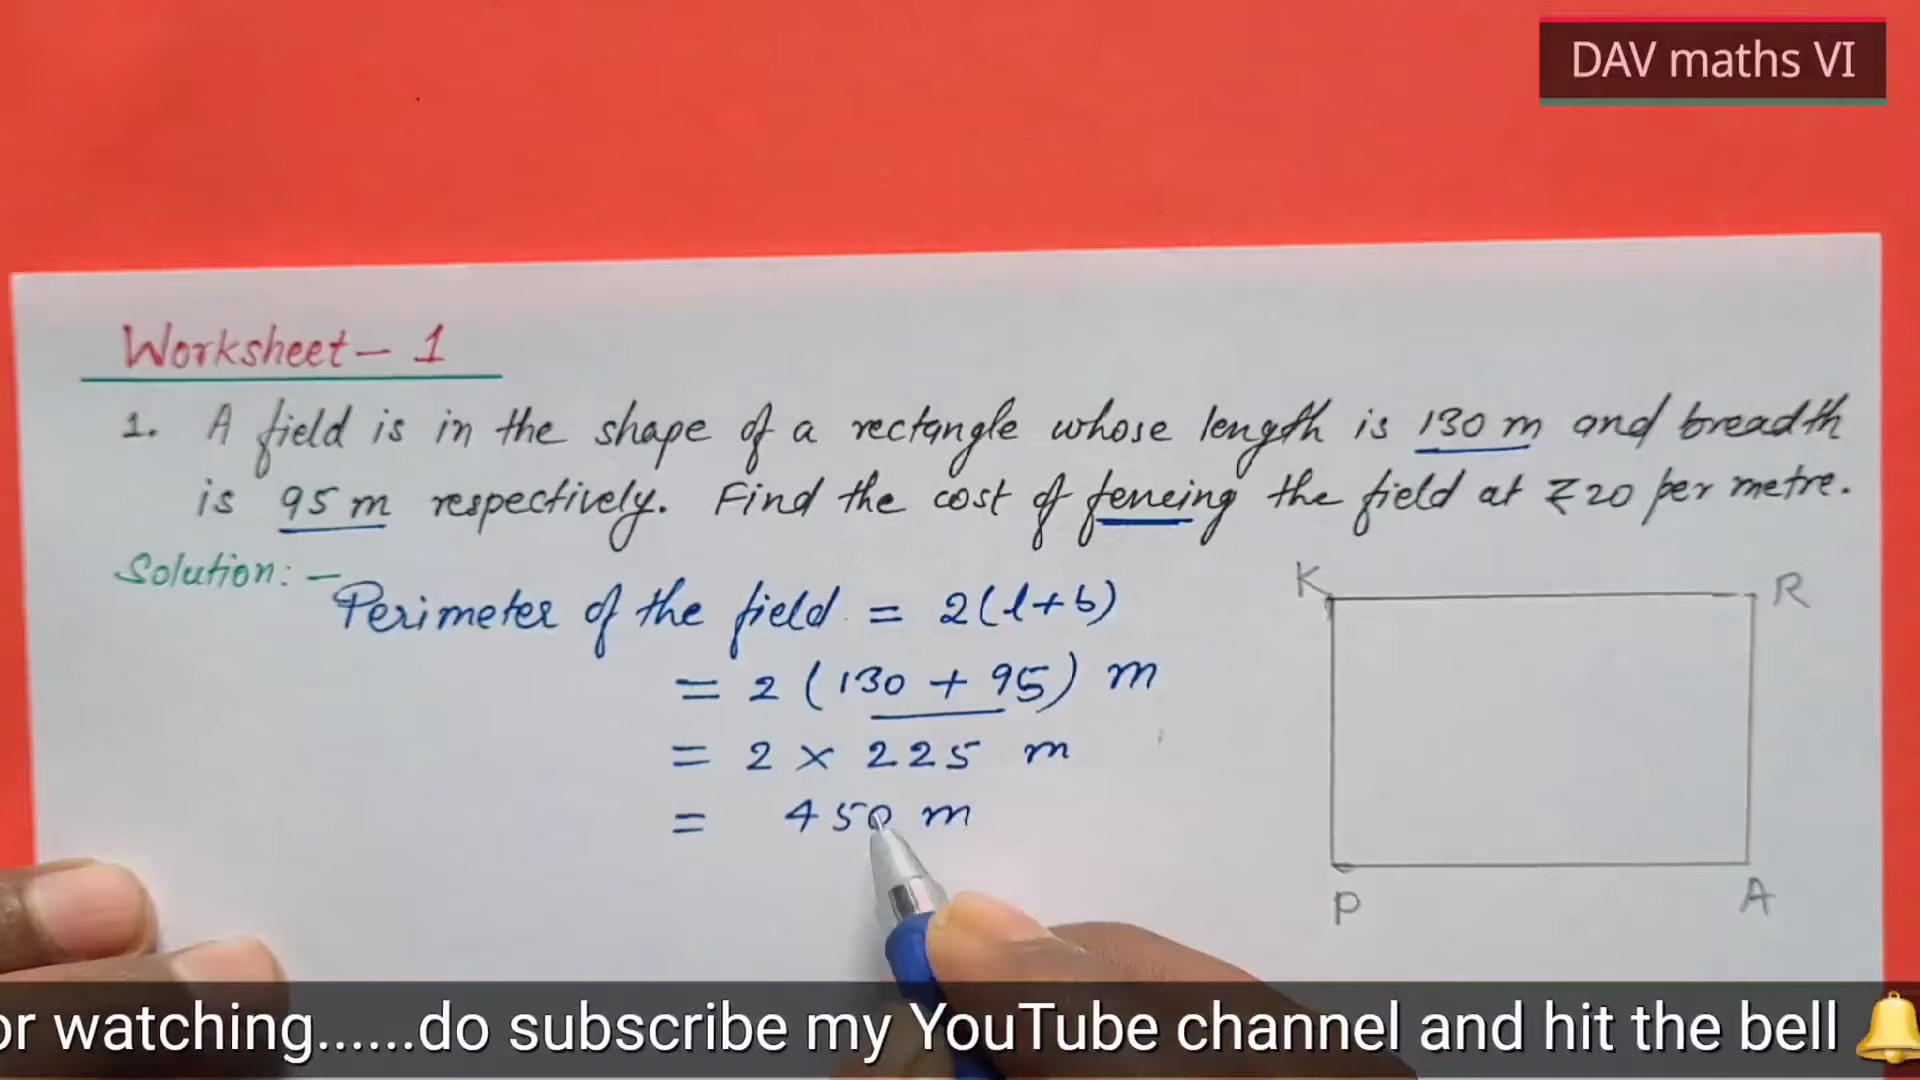 DAV maths VI
Worksheet - 1
1. A field is in the shape of a rectangle whose length is 130 m and breadth
is 95 m respectively. Find the cost of fencing the field at ₹20 per metre.
Solution: -
Perimeter of the field = 2(l+b)
= 2 (130 + 95) m
= 2 × 225 m
= 450 m
K R
P A
or watching......do subscribe my YouTube channel and hit the bell 🔔